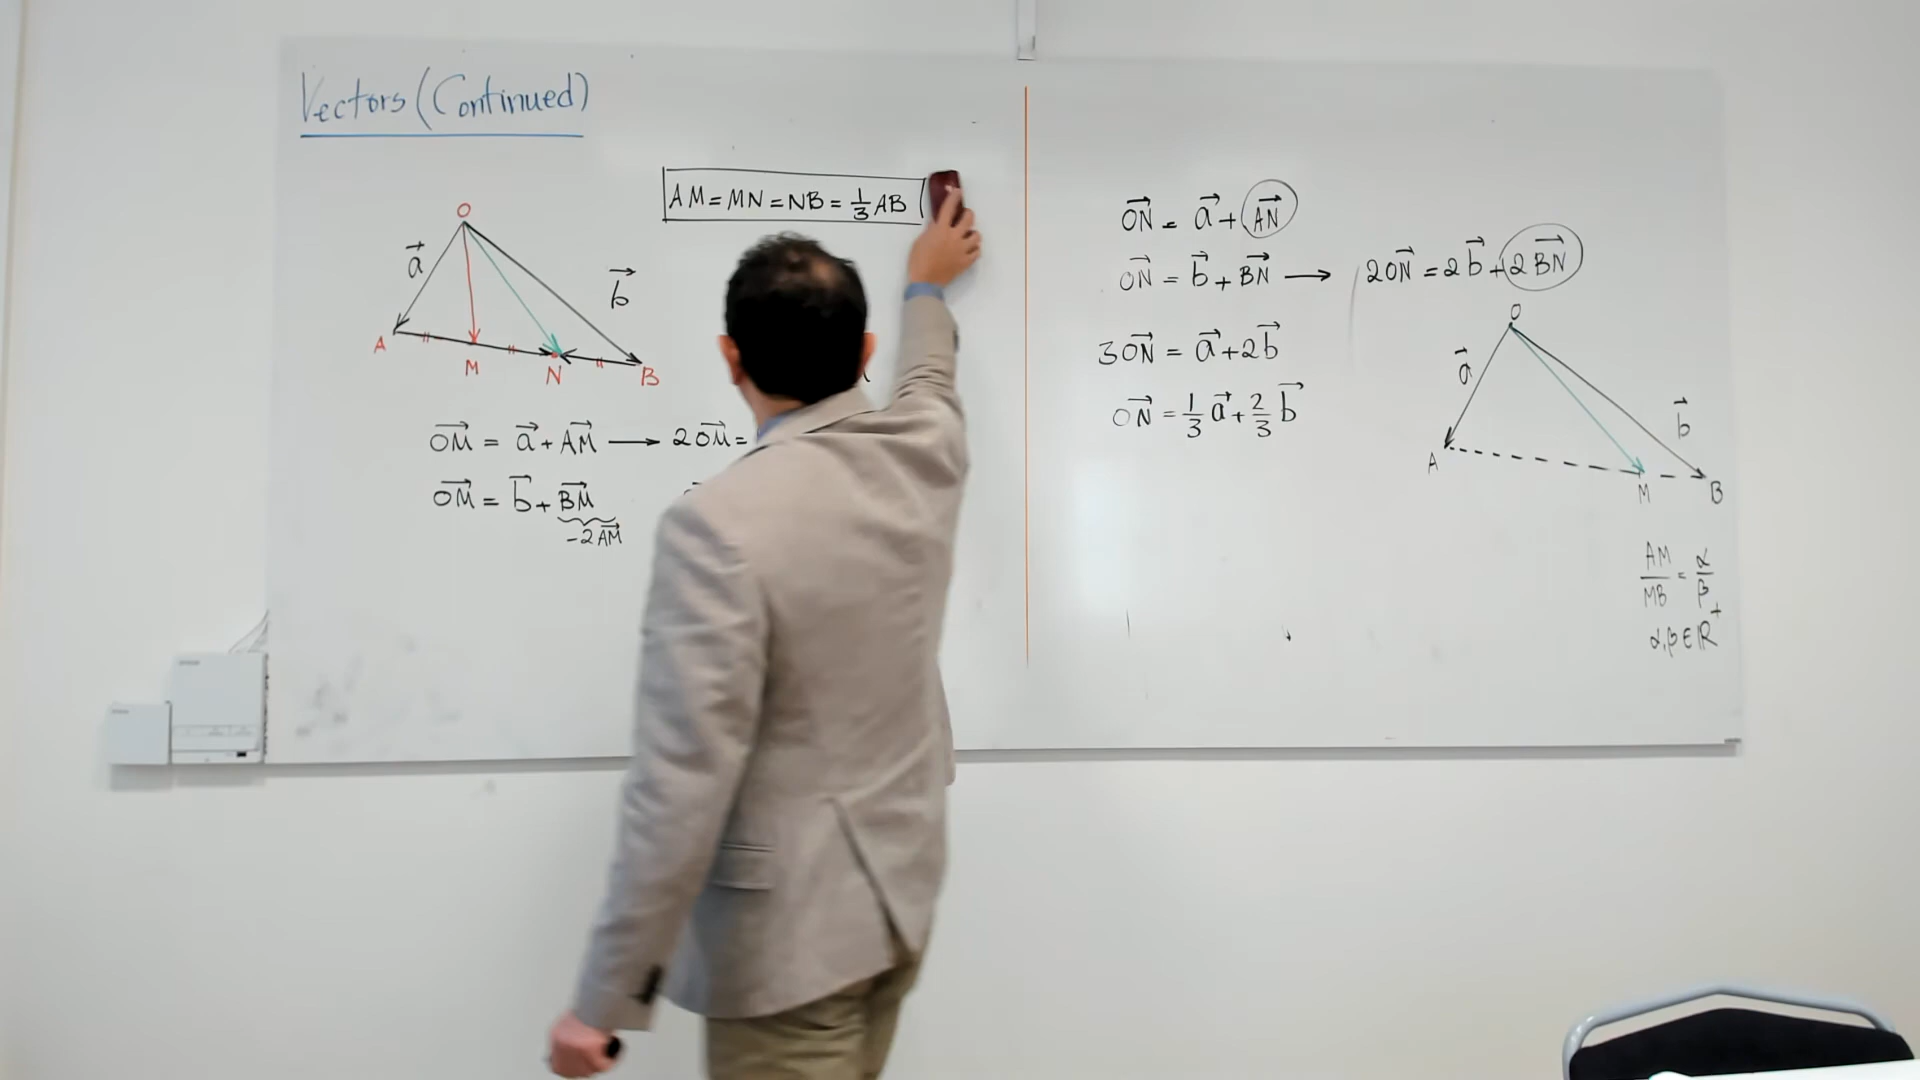 Vectors (Continued)
AM = MN = NB = 1/3 AB
O
a⃗
b⃗
A
M
N
B
OM⃗ = a⃗ + AM⃗ ⟶ 2OM⃗ =
OM⃗ = b⃗ + BM⃗
-2AM⃗
ON⃗ = a⃗ + AN⃗
ON⃗ = b⃗ + BN⃗ ⟶ 2ON⃗ = 2b⃗ + 2BN⃗
3ON⃗ = a⃗ + 2b⃗
ON⃗ = 1/3 a⃗ + 2/3 b⃗
O
a⃗
b⃗
A
M
B
AM/MB = α/β
α,β ∈ ℝ⁺